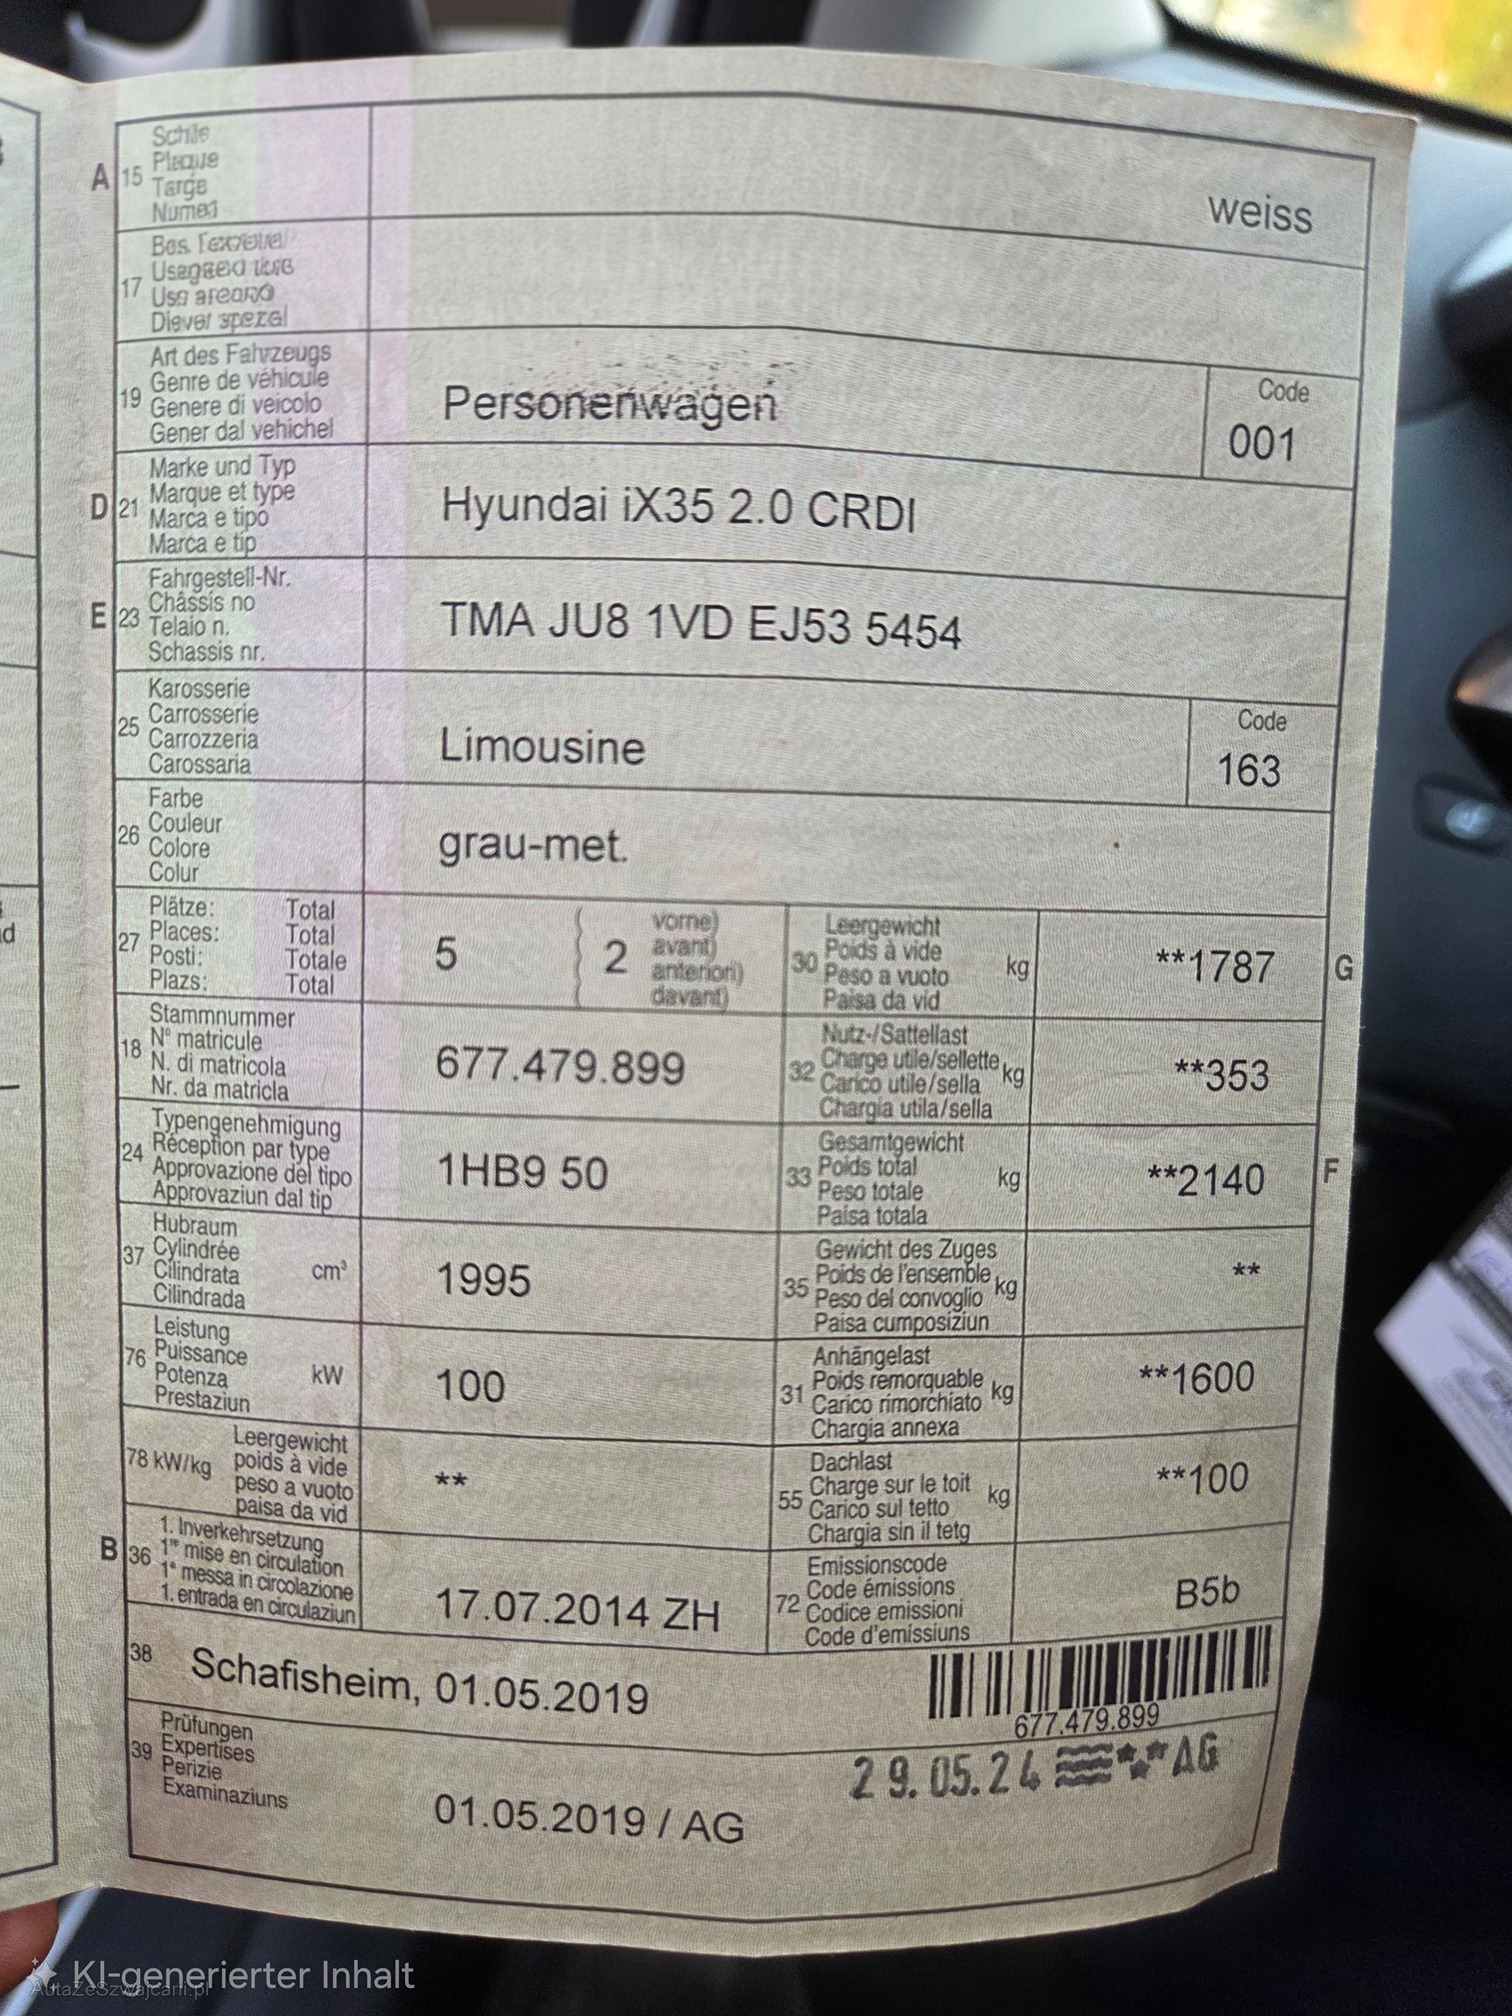 A 15 Schile
Plaque
Targe
weiss
17
Art des Fahrzeugs
19 Genre de véhicule
Genere di veicolo
Gener dal vehichel
Personenwagen
Code
001
D 21 Marke und Typ
Marque et type
Marca e tipo
Marca e tip
Hyundai iX35 2.0 CRDI
E 23 Fahrgestell-Nr.
Châssis no
Telaio n.
Schassis nr.
TMA JU8 1VD EJ53 5454
25 Karosserie
Carrosserie
Carrozzeria
Carossaria
Limousine
Code
163
26 Farbe
Couleur
Colore
Colur
grau-met.
27 Plätze: Total
Places: Total
Posti: Totale
Plazs: Total
5 2 vorne)
avant)
anteriori)
davant)
30 Leergewicht
Poids à vide
Peso a vuoto
Paisa da vid
kg
**1787 G
18 Stammnummer
N° matricule
N. di matricola
Nr. da matricla
677.479.899
32 Nutz-/Sattellast
Charge utile/sellette
Carico utile/sella
Chargia utila/sella
kg
**353
24 Typengenehmigung
Réception par type
Approvazione del tipo
Approvaziun dal tip
1HB9 50
33 Gesamtgewicht
Poids total
Peso totale
Paisa totala
kg
**2140 F
37 Hubraum
Cylindrée
Cilindrata
Cilindrada
cm³
1995
35 Gewicht des Zuges
Poids de l'ensemble
Peso del convoglio
Paisa cumposiziun
kg
**
76 Leistung
Puissance
Potenza
Prestaziun
kW
100
31 Anhängelast
Poids remorquable
Carico rimorchiato
Chargia annexa
kg
**1600
78 kW/kg Leergewicht
poids à vide
peso a vuoto
paisa da vid
**
55 Dachlast
Charge sur le toit
Carico sul tetto
Chargia sin il tetg
kg
**100
B 36 1. Inverkehrsetzung
1re mise en circulation
1a messa in circolazione
1. entrada en circulaziun
17.07.2014 ZH
72 Emissionscode
Code émissions
Codice emissioni
Code d'emissiuns
B5b
38 Schafisheim, 01.05.2019
677.479.899
39 Prüfungen
Expertises
Perizie
Examinaziuns
01.05.2019 / AG
29.05.24 AG
KI-generierter Inhalt
AutaZeSzwajcarii.pl